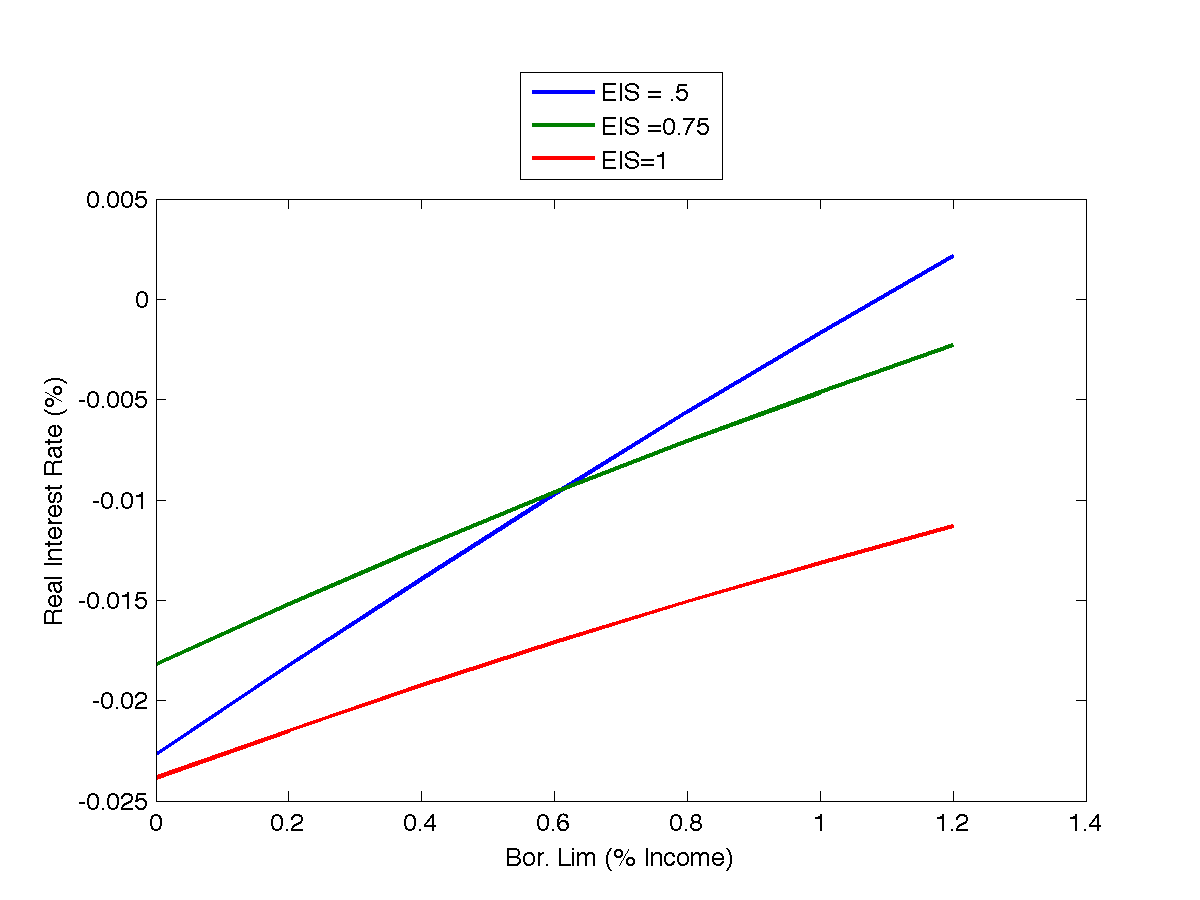 EIS = .5
EIS =0.75
EIS=1
0.005
0
-0.005
-0.01
-0.015
-0.02
-0.025
Real Interest Rate (%)
0 0.2 0.4 0.6 0.8 1 1.2 1.4
Bor. Lim (% Income)